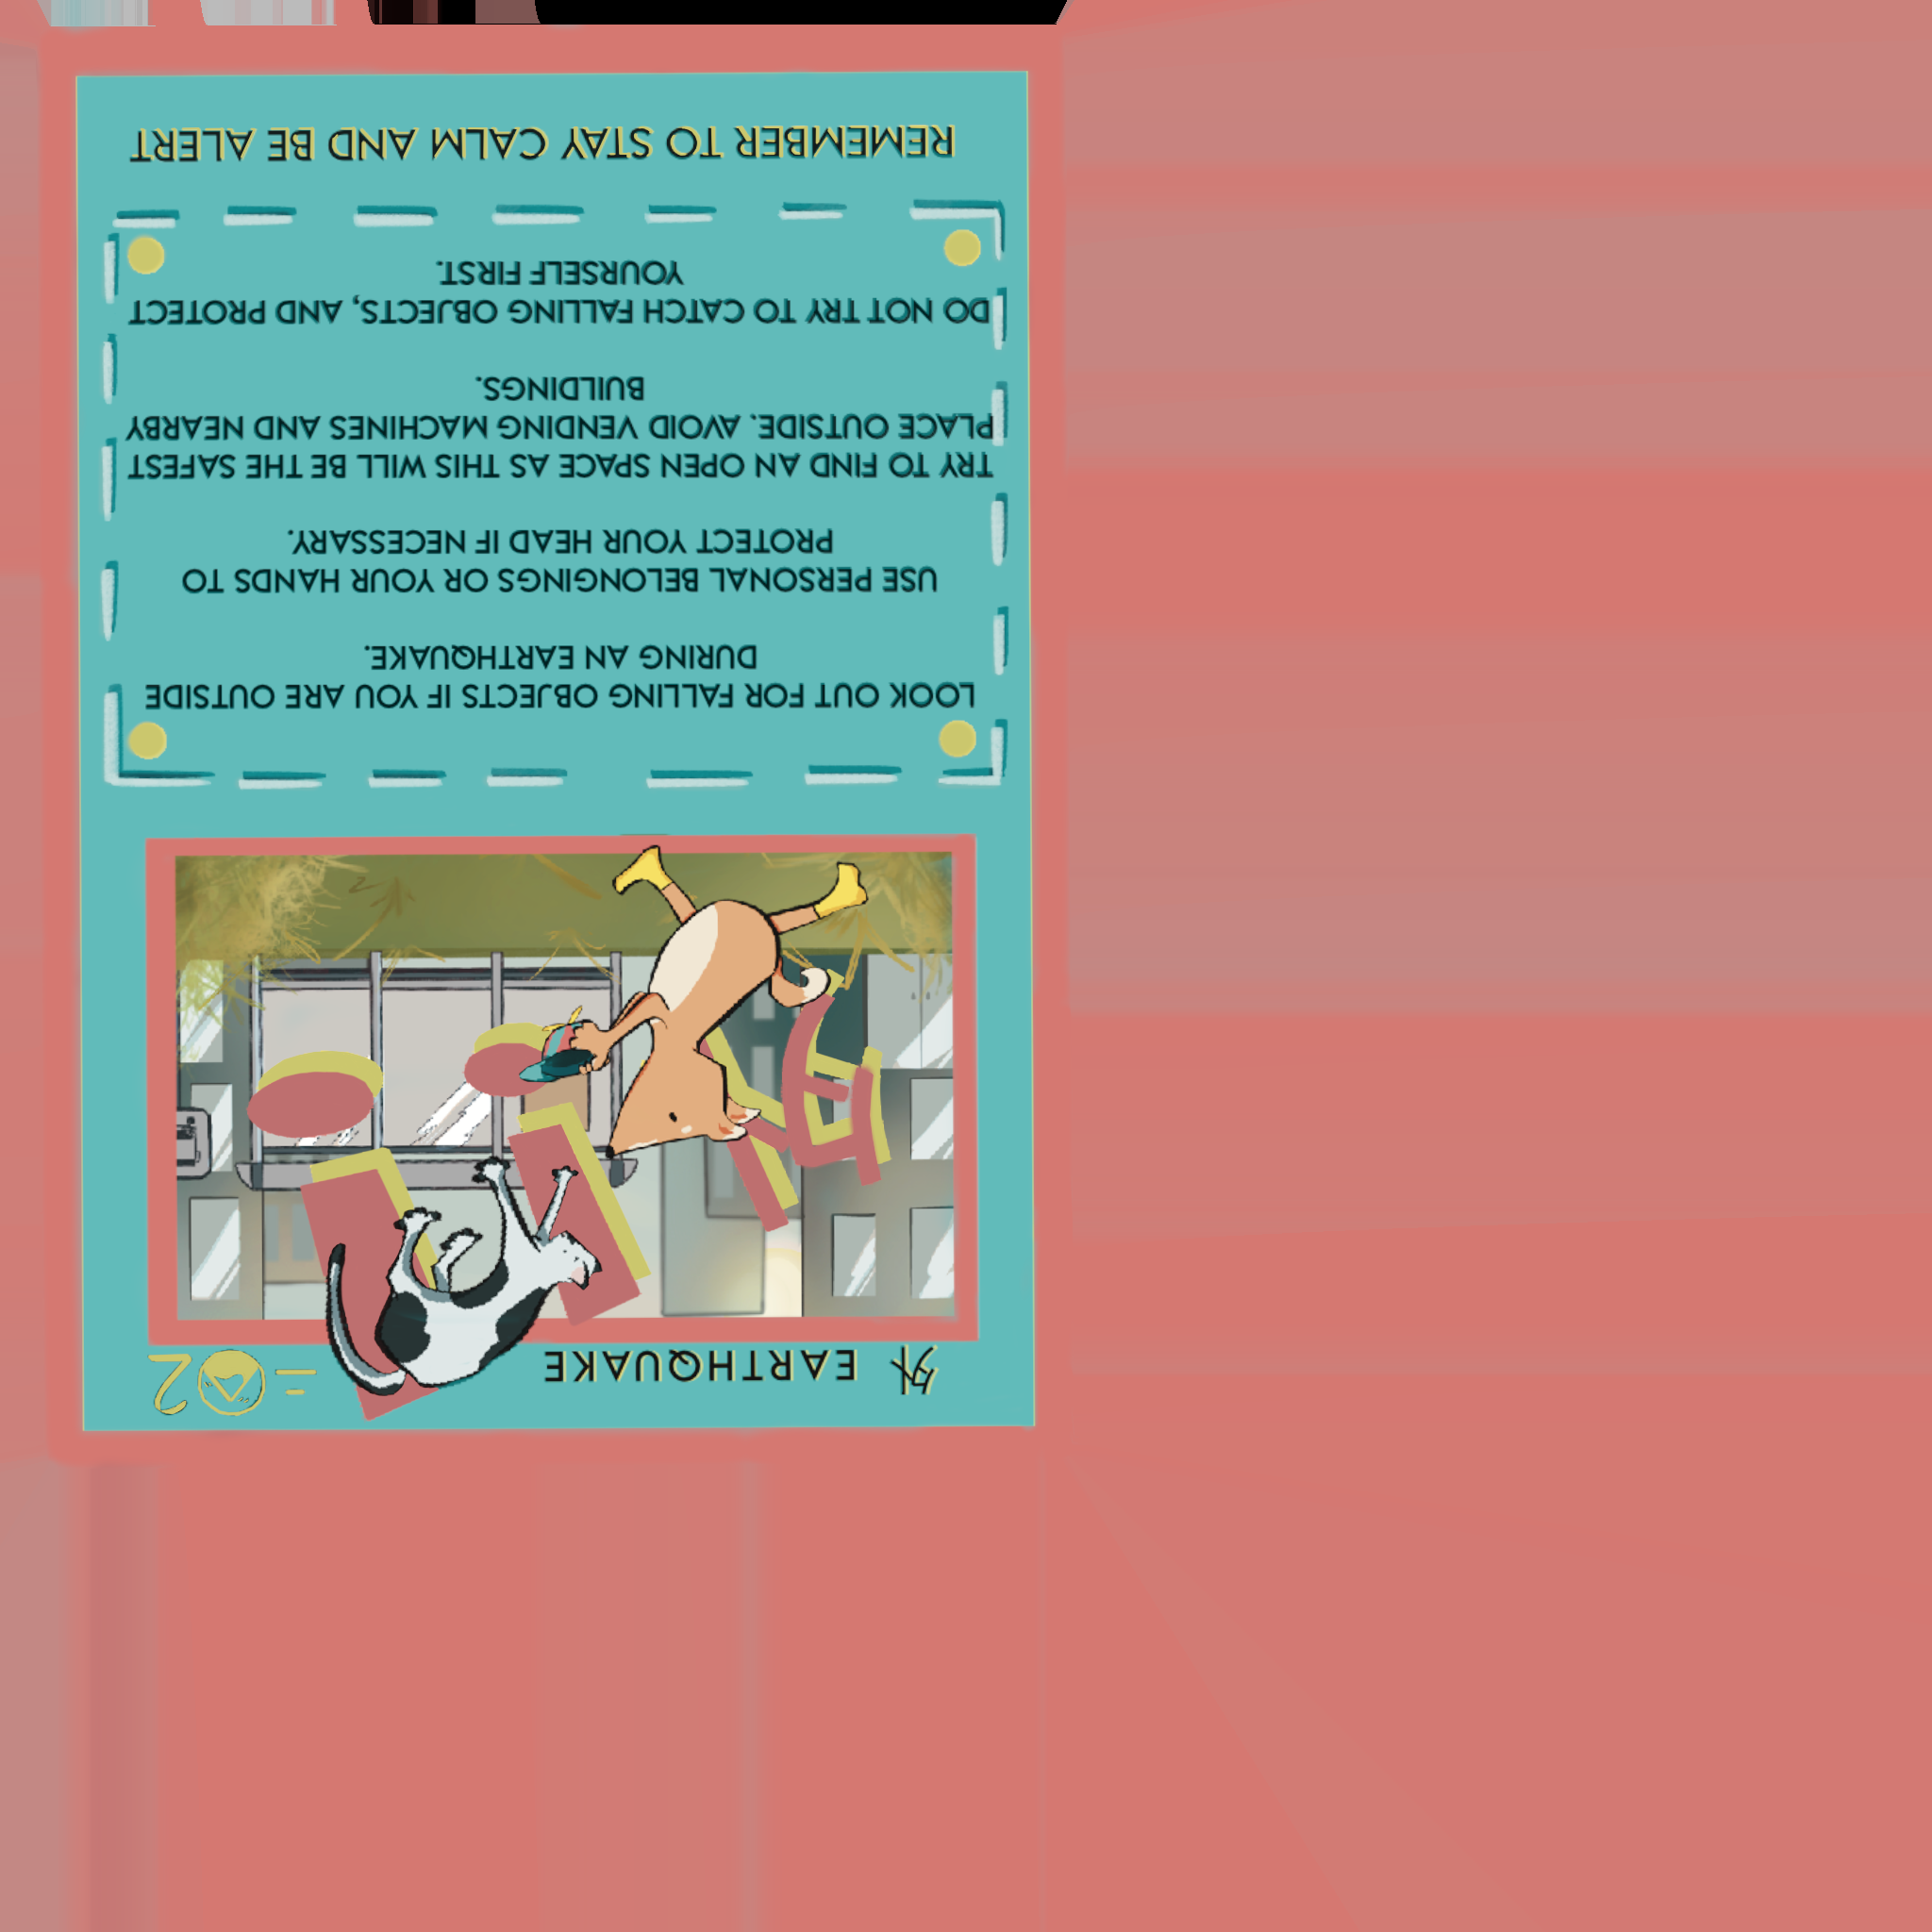 外 EARTHQUAKE
2
LOOK OUT FOR FALLING OBJECTS IF YOU ARE OUTSIDE
DURING AN EARTHQUAKE.
USE PERSONAL BELONGINGS OR YOUR HANDS TO
PROTECT YOUR HEAD IF NECESSARY.
TRY TO FIND AN OPEN SPACE AS THIS WILL BE THE SAFEST
PLACE OUTSIDE. AVOID VENDING MACHINES AND NEARBY
BUILDINGS.
DO NOT TRY TO CATCH FALLING OBJECTS, AND PROTECT
YOURSELF FIRST.
REMEMBER TO STAY CALM AND BE ALERT